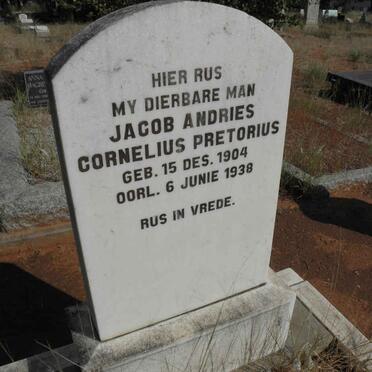 HIER RUS
MY DIERBARE MAN
JACOB ANDRIES
CORNELIUS PRETORIUS
GEB. 15 DES. 1904
OORL. 6 JUNIE 1938
RUS IN VREDE.
ANNA